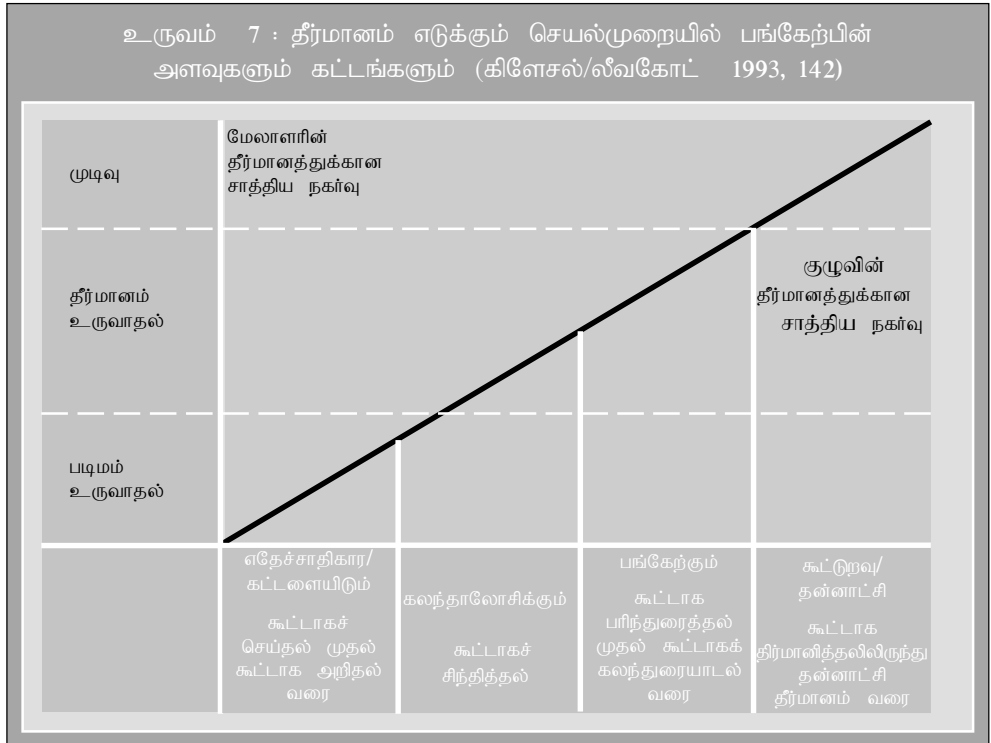 உருவம் 7 : தீர்மானம் எடுக்கும் செயல்முறையில் பங்கேற்பின்
அளவுகளும் கட்டங்களும் (கிளேசல்/லீவகோட் 1993, 142)
முடிவு
மேலாளரின்
தீர்மானத்துக்கான
சாத்திய நகர்வு
தீர்மானம்
உருவாதல்
குழுவின்
தீர்மானத்துக்கான
சாத்திய நகர்வு
படிமம்
உருவாதல்
எதேச்சாதிகார/
கட்டளையிடும்
கூட்டாகச்
செய்தல் முதல்
கூட்டாக அறிதல்
வரை
கலந்தாலோசிக்கும்
கூட்டாகச்
சிந்தித்தல்
பங்கேற்கும்
கூட்டாக
பரிந்துரைத்தல்
முதல் கூட்டாகக்
கலந்துரையாடல்
வரை
கூட்டுறவு/
தன்னாட்சி
கூட்டாக
திர்மானித்தலிலிருந்து
தன்னாட்சி
தீர்மானம் வரை